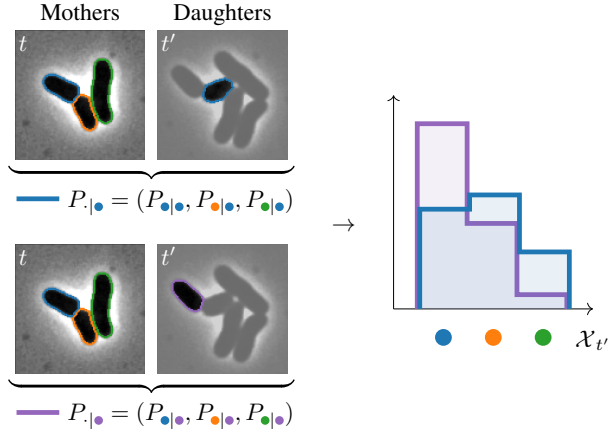 Mothers Daughters
t t′
P·|● = (P●|●, P●|●, P●|●)
→
t t′
P·|● = (P●|●, P●|●, P●|●)
𝒳t′